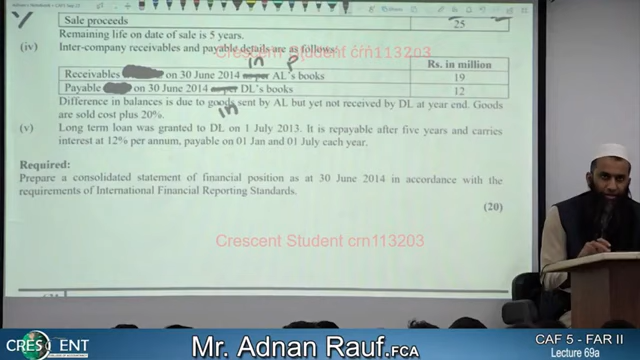 Sale proceeds 25
Remaining life on date of sale is 5 years.
(iv) Inter-company receivables and payable details are as follows:
Crescent Student crn113203
in P
Rs. in million
Receivables on 30 June 2014 as per AL's books 19
Payable on 30 June 2014 as per DL's books 12
in
Difference in balances is due to goods sent by AL but yet not received by DL at year end. Goods are sold cost plus 20%.
(v) Long term loan was granted to DL on 1 July 2013. It is repayable after five years and carries
interest at 12% per annum, payable on 01 Jan and 01 July each year.
Required:
Prepare a consolidated statement of financial position as at 30 June 2014 in accordance with the
requirements of International Financial Reporting Standards.
(20)
Crescent Student crn113203
CRESCENT
Mr. Adnan Rauf.FCA
CAF 5 - FAR II
Lecture 69a